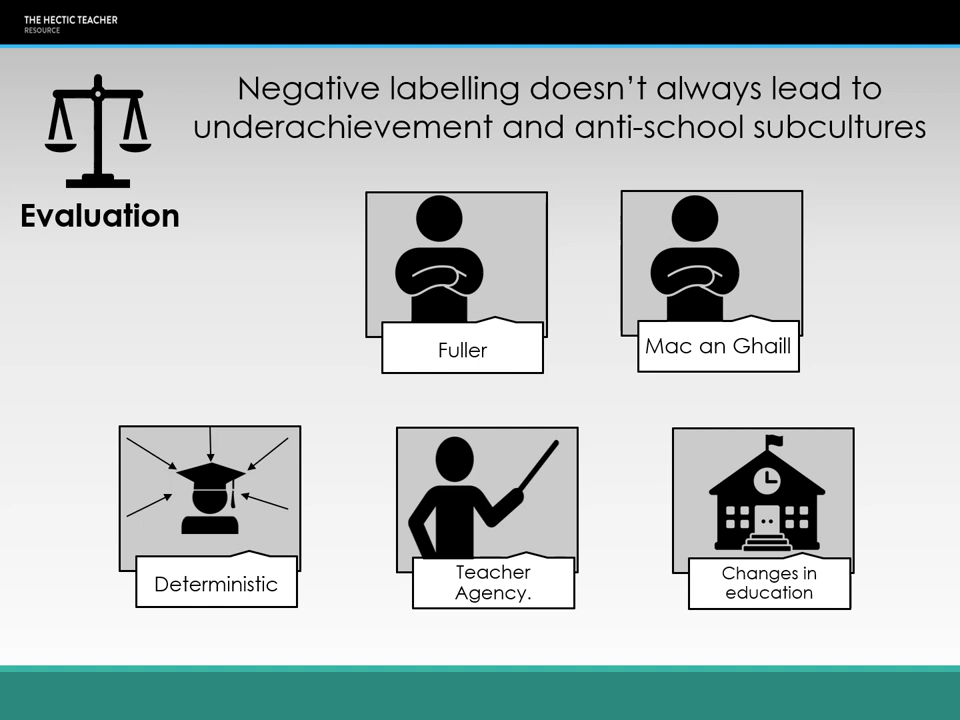 THE HECTIC TEACHER
RESOURCE
Negative labelling doesn’t always lead to
underachievement and anti-school subcultures
Evaluation
Fuller
Mac an Ghaill
Deterministic
Teacher
Agency.
Changes in
education